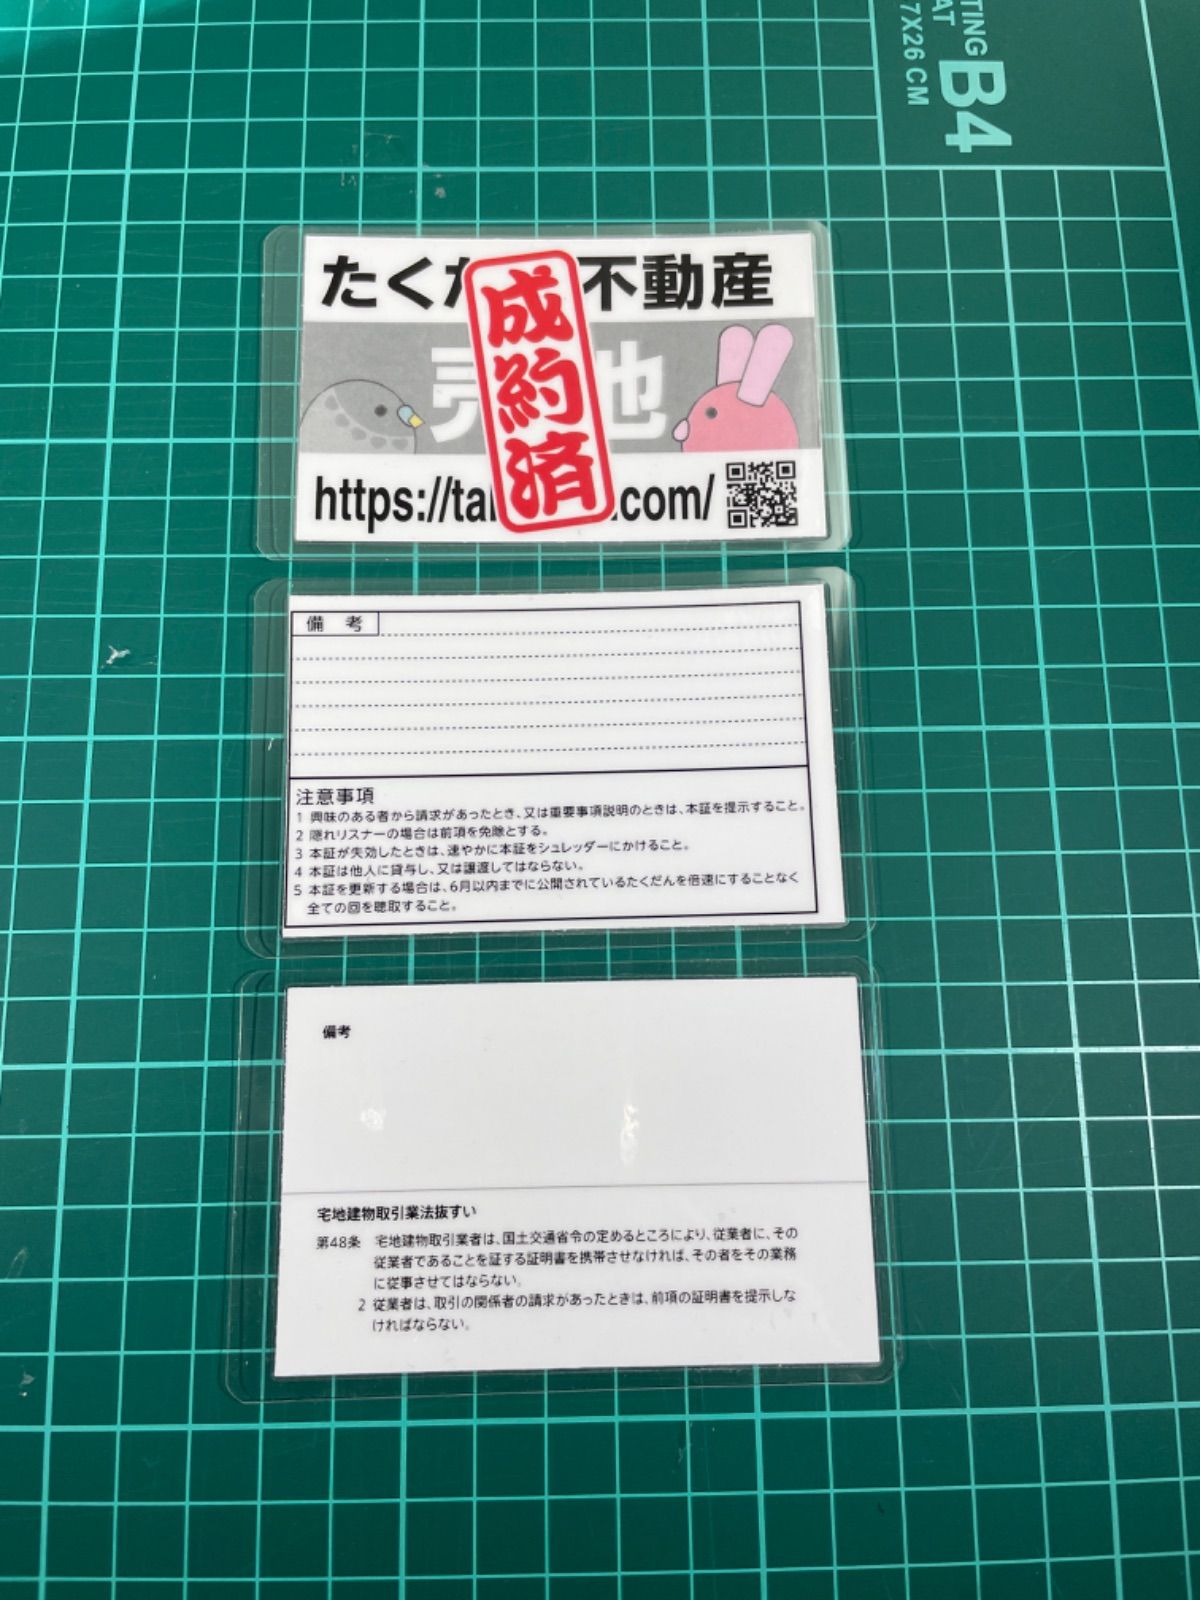 TING
AT
7X26 CM
B4
たく 不動産
売 地
成約済
https://ta .com/
備 考
注意事項
1 興味のある者から請求があったとき、又は重要事項説明のときは、本証を提示すること。
2 隠れリスナーの場合は前項を免除とする。
3 本証が失効したときは、速やかに本証をシュレッダーにかけること。
4 本証は他人に貸与し、又は譲渡してはならない。
5 本証を更新する場合は、6月以内までに公開されているたくだんを倍速にすることなく
全ての回を聴取すること。
備考
宅地建物取引業法抜すい
第48条 宅地建物取引業者は、国土交通省令の定めるところにより、従業者に、その
従業者であることを証する証明書を携帯させなければ、その者をその業務
に従事させてはならない。
2 従業者は、取引の関係者の請求があったときは、前項の証明書を提示しな
ければならない。